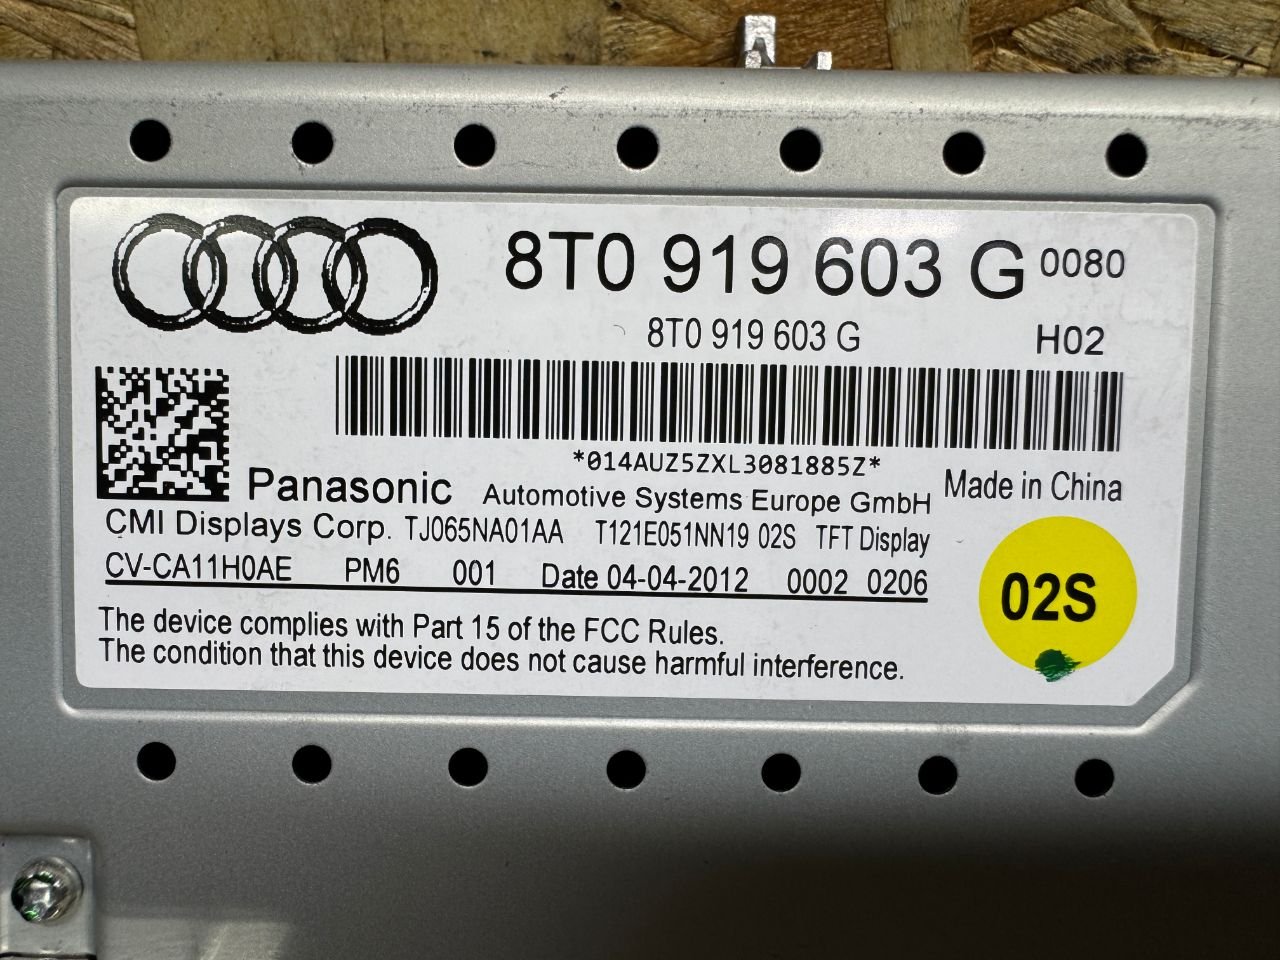 8T0 919 603 G 0080
8T0 919 603 G H02
*014AUZ5ZXL3081885Z*
Panasonic Automotive Systems Europe GmbH Made in China
CMI Displays Corp. TJ065NA01AA T121E051NN19 02S TFT Display
CV-CA11H0AE PM6 001 Date 04-04-2012 0002 0206
02S
The device complies with Part 15 of the FCC Rules.
The condition that this device does not cause harmful interference.